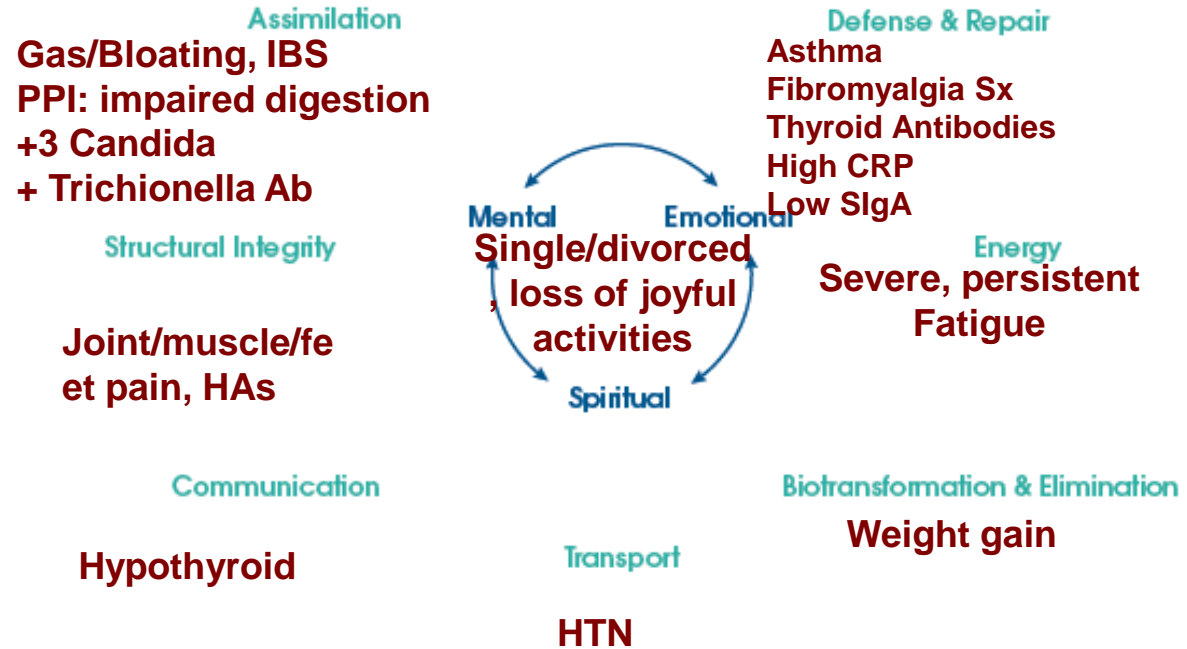 Assimilation
Gas/Bloating, IBS
PPI: impaired digestion
+3 Candida
+ Trichionella Ab
Defense & Repair
Asthma
Fibromyalgia Sx
Thyroid Antibodies
High CRP
Low SIgA
Mental
Emotional
Single/divorced
, loss of joyful
activities
Spiritual
Structural Integrity
Joint/muscle/fe
et pain, HAs
Energy
Severe, persistent
Fatigue
Communication
Hypothyroid
Transport
HTN
Biotransformation & Elimination
Weight gain